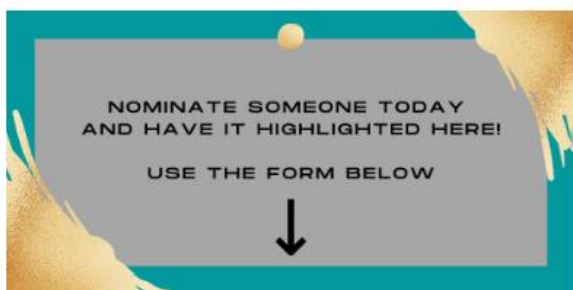 NOMINATE SOMEONE TODAY
AND HAVE IT HIGHLIGHTED HERE!
USE THE FORM BELOW